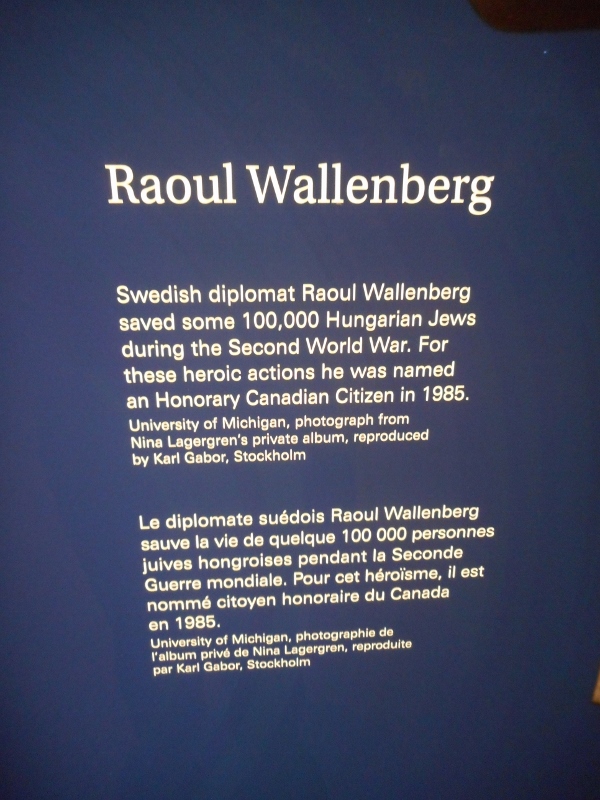 Raoul Wallenberg
Swedish diplomat Raoul Wallenberg
saved some 100,000 Hungarian Jews
during the Second World War. For
these heroic actions he was named
an Honorary Canadian Citizen in 1985.
University of Michigan, photograph from
Nina Lagergren's private album, reproduced
by Karl Gabor, Stockholm
Le diplomate suédois Raoul Wallenberg
sauve la vie de quelque 100 000 personnes
juives hongroises pendant la Seconde
Guerre mondiale. Pour cet héroïsme, il est
nommé citoyen honoraire du Canada
en 1985.
University of Michigan, photographie de
l'album privé de Nina Lagergren, reproduite
par Karl Gabor, Stockholm